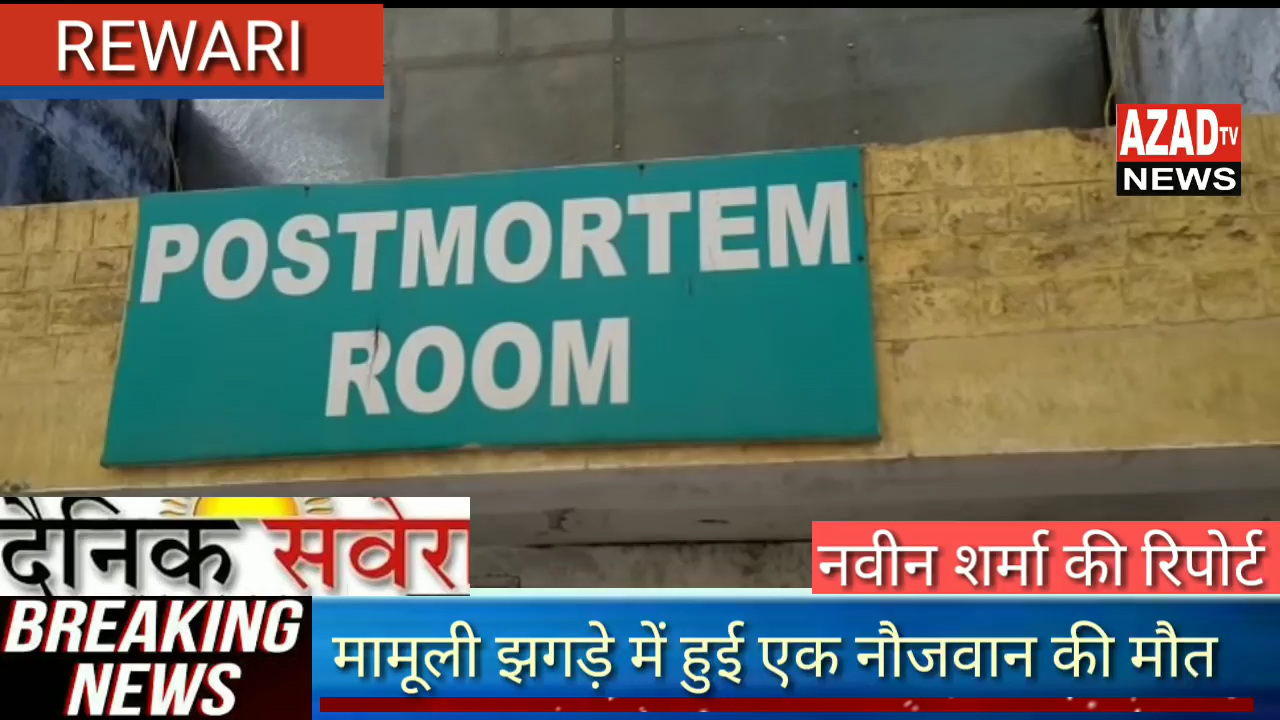 REWARI
AZAD TV
NEWS
POSTMORTEM
ROOM
दैनिक सवेर
नवीन शर्मा की रिपोर्ट
BREAKING
NEWS
मामूली झगड़े में हुई एक नौजवान की मौत